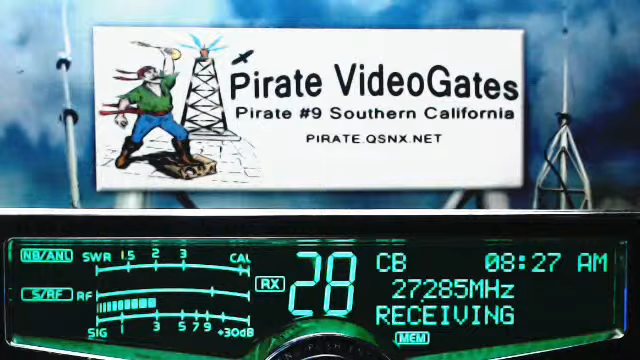 Pirate VideoGates
Pirate #9 Southern California
PIRATE.QSNX.NET
NB/ANL SWR 1.5 2 3 CAL
S/RF RF
SIG 1 3 5 7 9 +30dB
RX 28
CB 08:27 AM
27.285MHz
RECEIVING
MEM